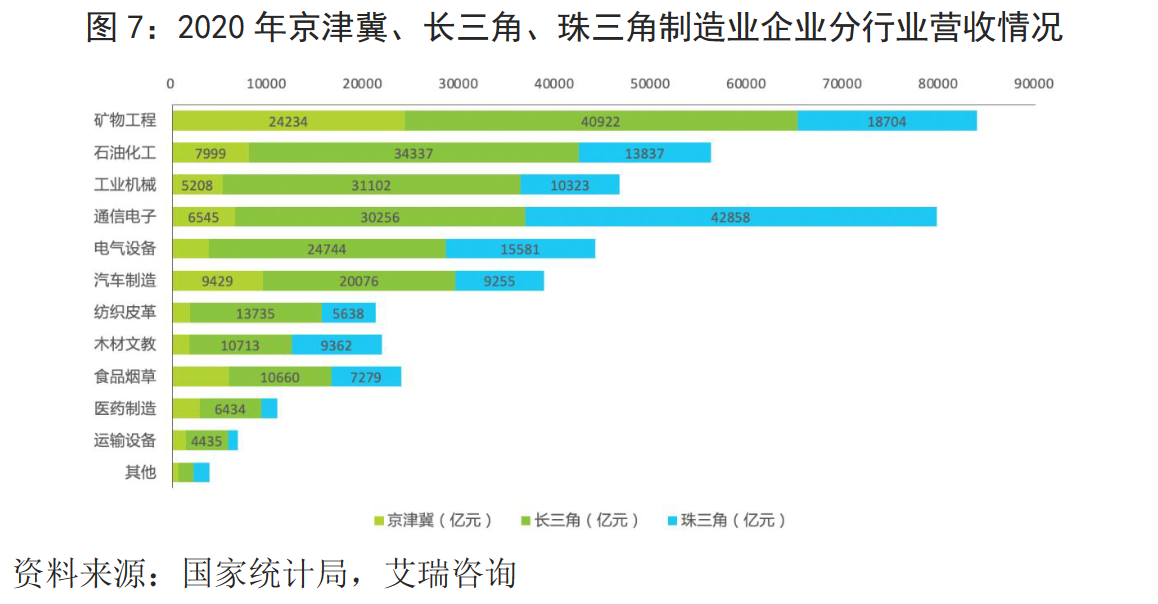 图 7：2020 年京津冀、长三角、珠三角制造业企业分行业营收情况
0 10000 20000 30000 40000 50000 60000 70000 80000 90000
矿物工程 24234 40922 18704
石油化工 7999 34337 13837
工业机械 5208 31102 10323
通信电子 6545 30256 42858
电气设备 24744 15581
汽车制造 9429 20076 9255
纺织皮革 13735 5638
木材文教 10713 9362
食品烟草 10660 7279
医药制造 6434
运输设备 4435
其他
京津冀（亿元） 长三角（亿元） 珠三角（亿元）
资料来源：国家统计局，艾瑞咨询